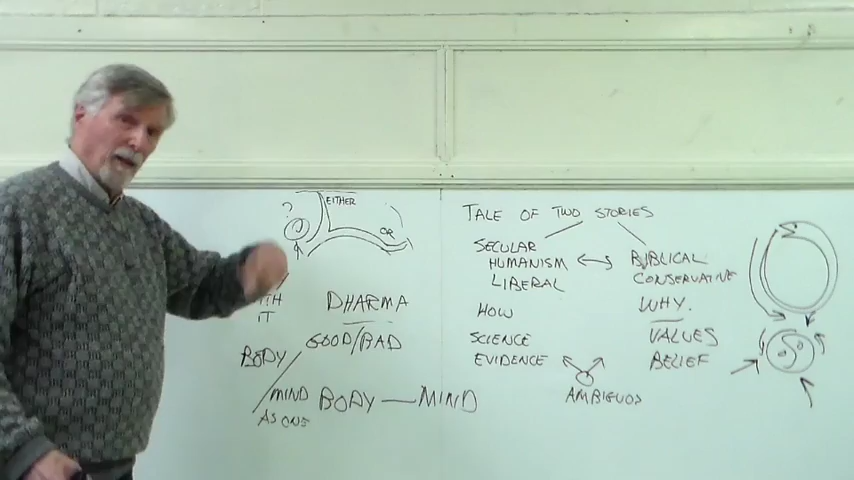 ?
EITHER
OR
IT
DHARMA
GOOD/BAD
BODY
MIND
AS ONE
BODY — MIND
TALE OF TWO STORIES
SECULAR
HUMANISM
LIBERAL
HOW
SCIENCE
EVIDENCE
BIBLICAL
CONSERVATIVE
WHY.
VALUES
BELIEF
AMBIGUOS